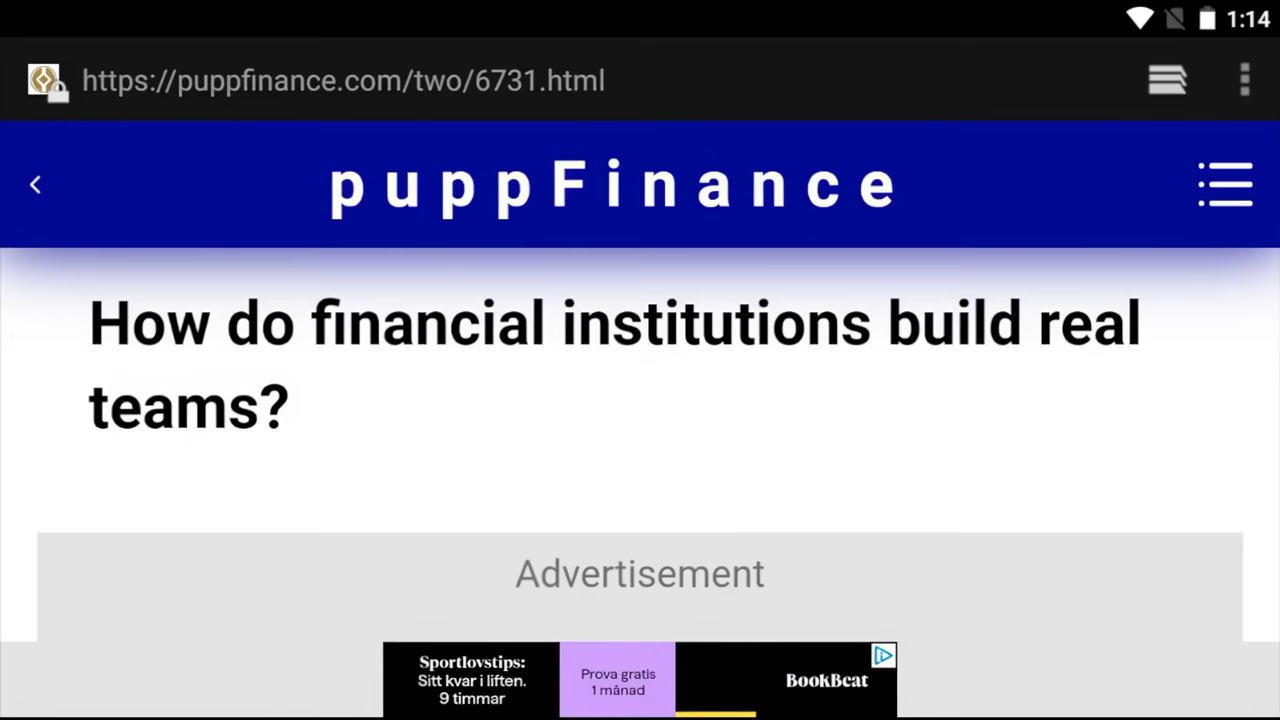 1:14
https://puppfinance.com/two/6731.html
puppFinance
How do financial institutions build real
teams?
Advertisement
Sportlovstips:
Sitt kvar i liften.
9 timmar
Prova gratis
1 månad
BookBeat